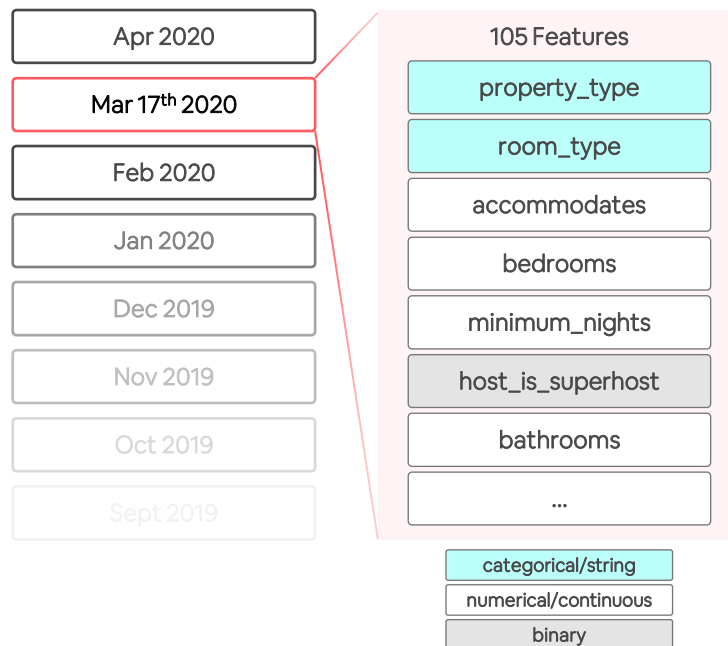 Apr 2020
Mar 17th 2020
Feb 2020
Jan 2020
Dec 2019
Nov 2019
Oct 2019
Sept 2019
105 Features
property_type
room_type
accommodates
bedrooms
minimum_nights
host_is_superhost
bathrooms
...
categorical/string
numerical/continuous
binary